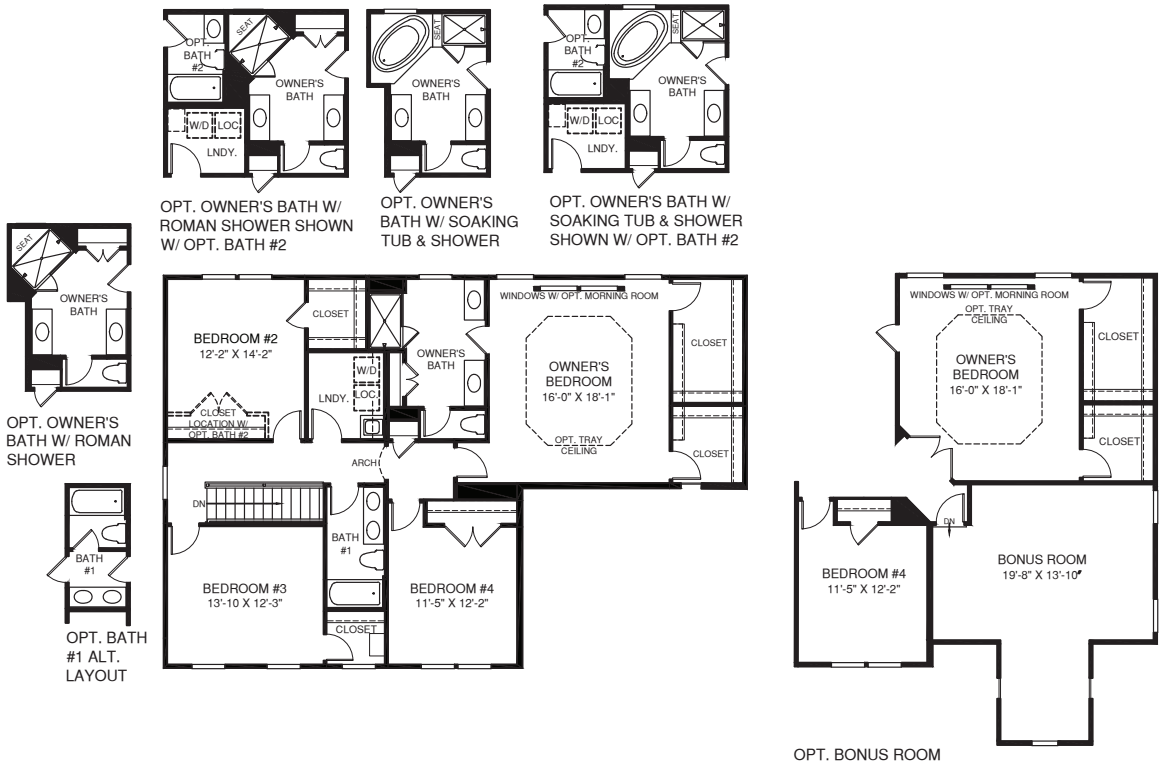 SEAT
OPT.
BATH
#2
OWNER'S
BATH
W/D
LOC
LNDY.
OPT. OWNER'S BATH W/
ROMAN SHOWER SHOWN
W/ OPT. BATH #2
SEAT
OWNER'S
BATH
OPT. OWNER'S
BATH W/ SOAKING
TUB & SHOWER
SEAT
OPT.
BATH
#2
OWNER'S
BATH
W/D
LOC
LNDY.
OPT. OWNER'S BATH W/
SOAKING TUB & SHOWER
SHOWN W/ OPT. BATH #2
SEAT
OWNER'S
BATH
OPT. OWNER'S
BATH W/ ROMAN
SHOWER
BATH
#1
OPT. BATH
#1 ALT.
LAYOUT
BEDROOM #2
12'-2" X 14'-2"
CLOSET
CLOSET
LOCATION W/
OPT. BATH #2
W/D
LOC.
LNDY.
OWNER'S
BATH
WINDOWS W/ OPT. MORNING ROOM
OWNER'S
BEDROOM
16'-0" X 18'-1"
OPT. TRAY
CEILING
CLOSET
CLOSET
ARCH
DN
BATH
#1
BEDROOM #3
13'-10 X 12'-3"
CLOSET
BEDROOM #4
11'-5" X 12'-2"
WINDOWS W/ OPT. MORNING ROOM
OPT. TRAY
CEILING
OWNER'S
BEDROOM
16'-0" X 18'-1"
CLOSET
CLOSET
DN
BEDROOM #4
11'-5" X 12'-2"
BONUS ROOM
19'-8" X 13'-10"
OPT. BONUS ROOM